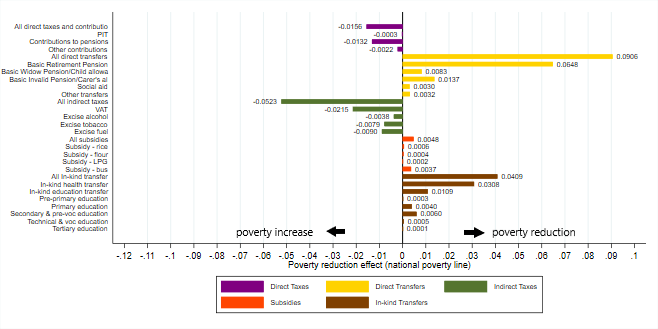 All direct taxes and contributio -0.0156
PIT -0.0003
Contributions to pensions -0.0132
Other contributions -0.0022
All direct transfers 0.0906
Basic Retirement Pension 0.0648
Basic Widow Pension/Child allowa 0.0083
Basic Invalid Pension/Carer's al 0.0137
Social aid 0.0030
Other transfers 0.0032
All indirect taxes -0.0523
VAT -0.0215
Excise alcohol -0.0038
Excise tobacco -0.0079
Excise fuel -0.0090
All subsidies 0.0048
Subsidy - rice 0.0006
Subsidy - flour 0.0004
Subsidy - LPG 0.0002
Subsidy - bus 0.0037
All In-kind transfer 0.0409
In-kind health transfer 0.0308
In-kind education transfer 0.0109
Pre-primary education 0.0003
Primary education 0.0040
Secondary & pre-voc education 0.0060
Technical & voc education 0.0005
Tertiary education 0.0001
poverty increase poverty reduction
-.12 -.11 -.1 -.09 -.08 -.07 -.06 -.05 -.04 -.03 -.02 -.01 0 .01 .02 .03 .04 .05 .06 .07 .08 .09 .1
Poverty reduction effect (national poverty line)
Direct Taxes Direct Transfers Indirect Taxes
Subsidies In-kind Transfers